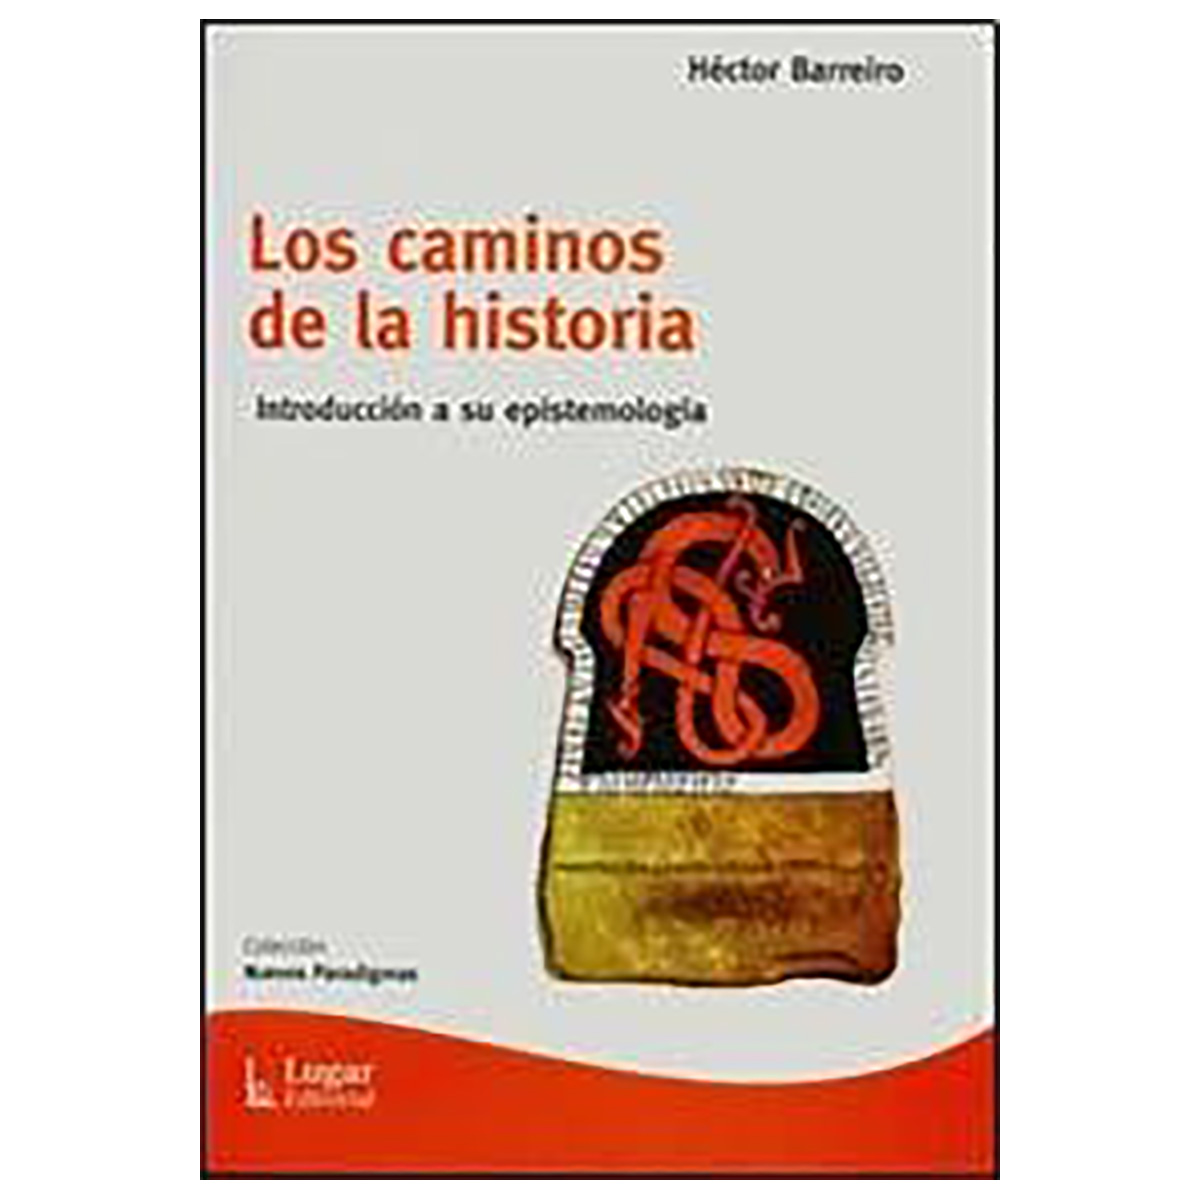 Héctor Barreiro
Los caminos
de la historia
Introducción a su epistemología
Colección
Nuevos Paradigmas
Lugar
Editorial